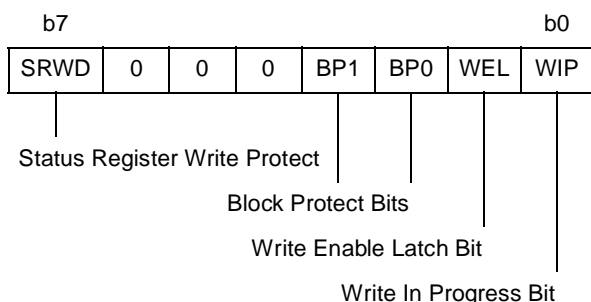 b7 b0
SRWD 0 0 0 BP1 BP0 WEL WIP
Status Register Write Protect
Block Protect Bits
Write Enable Latch Bit
Write In Progress Bit